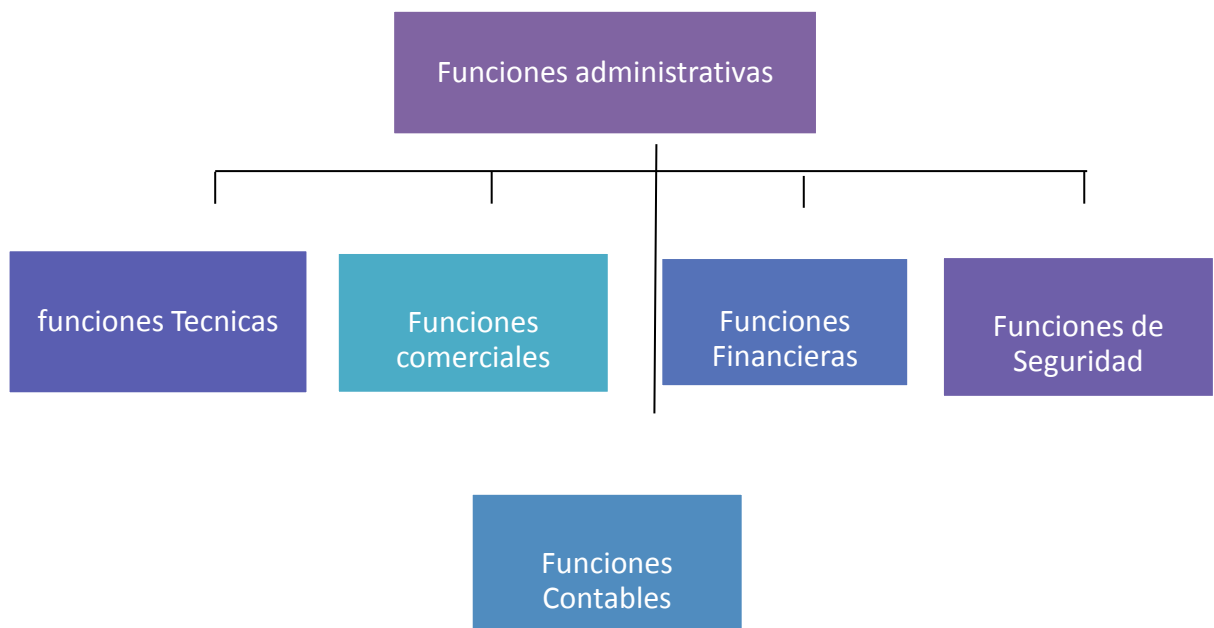 Funciones administrativas
funciones Tecnicas
Funciones
comerciales
Funciones
Financieras
Funciones de
Seguridad
Funciones
Contables